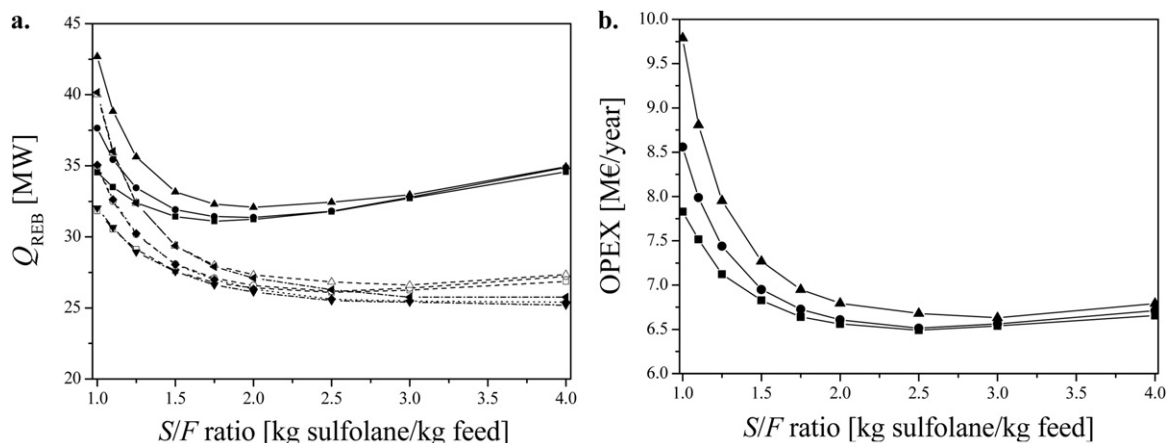 a.
45
40
35
30
25
20
Q_REB [MW]
1.0 1.5 2.0 2.5 3.0 3.5 4.0
S/F ratio [kg sulfolane/kg feed]
b.
10.0
9.5
9.0
8.5
8.0
7.5
7.0
6.5
6.0
OPEX [M€/year]
1.0 1.5 2.0 2.5 3.0 3.5 4.0
S/F ratio [kg sulfolane/kg feed]